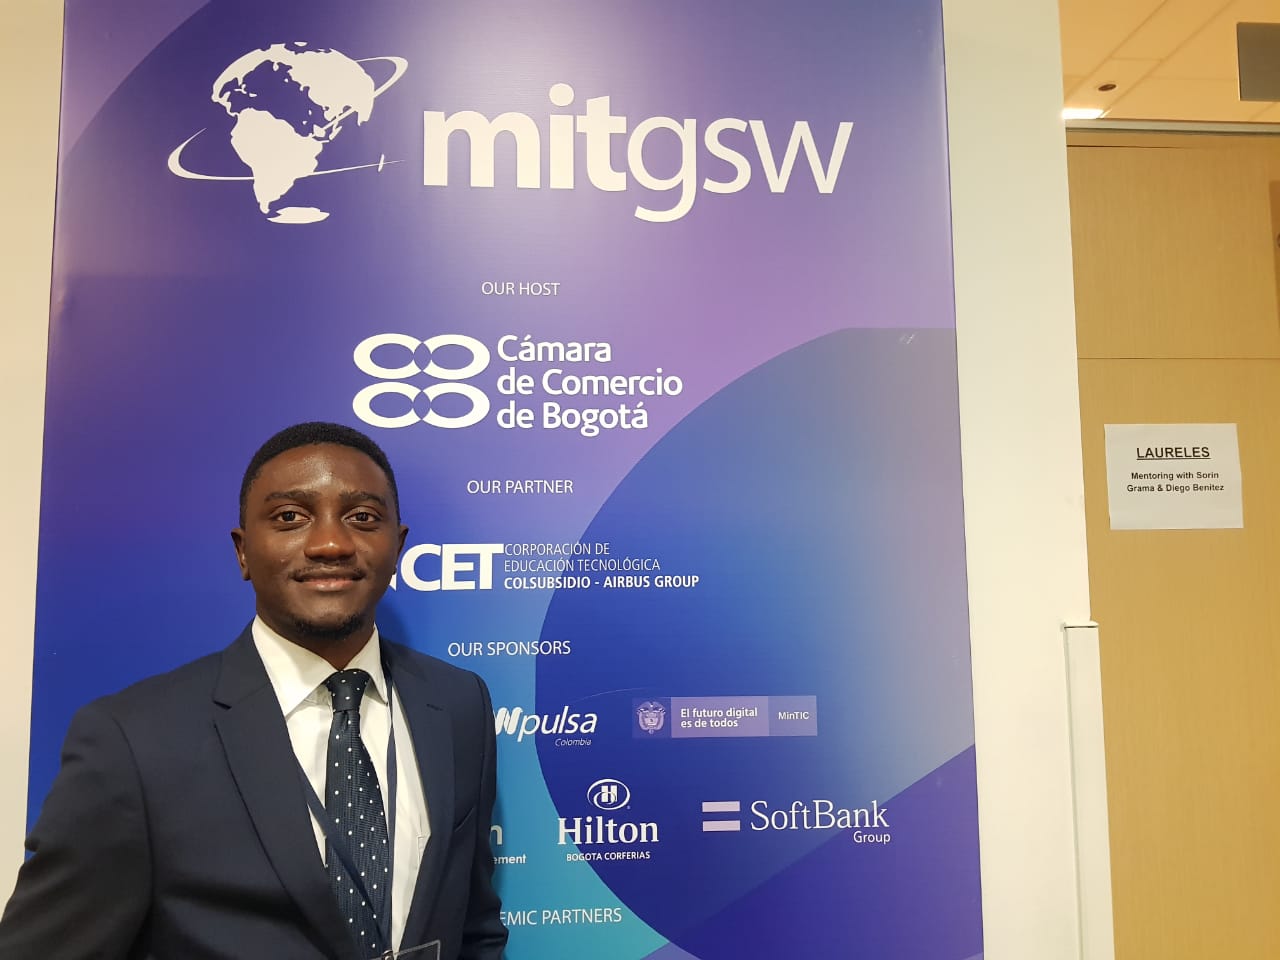 mitgsw
OUR HOST
Cámara
de Comercio
de Bogotá
OUR PARTNER
CET
CORPORACIÓN DE
EDUCACIÓN TECNOLÓGICA
COLSUBSIDIO - AIRBUS GROUP
OUR SPONSORS
pulsa
Colombia
El futuro digital
es de todos
MinTIC
H
Hilton
BOGOTA CORFERIAS
SoftBank
Group
PARTNERS
LAURELES
Mentoring with Sorin
Grama & Diego Benitez